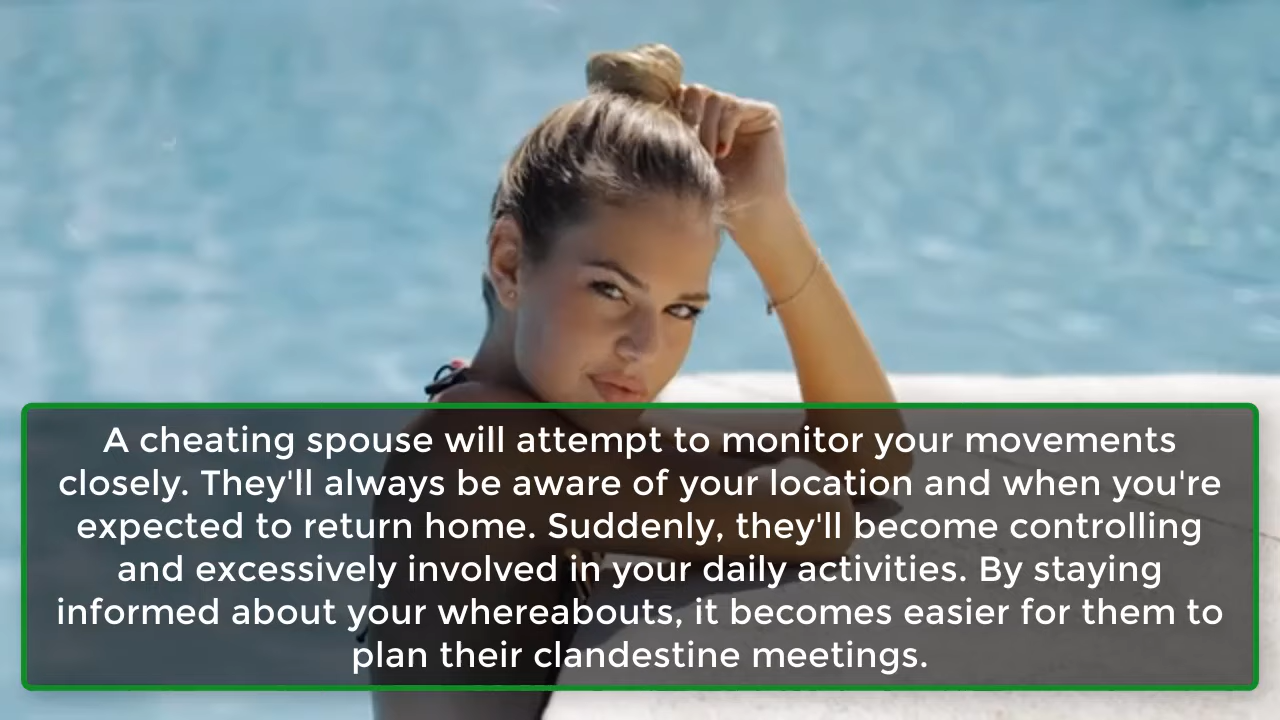 A cheating spouse will attempt to monitor your movements
closely. They'll always be aware of your location and when you're
expected to return home. Suddenly, they'll become controlling
and excessively involved in your daily activities. By staying
informed about your whereabouts, it becomes easier for them to
plan their clandestine meetings.